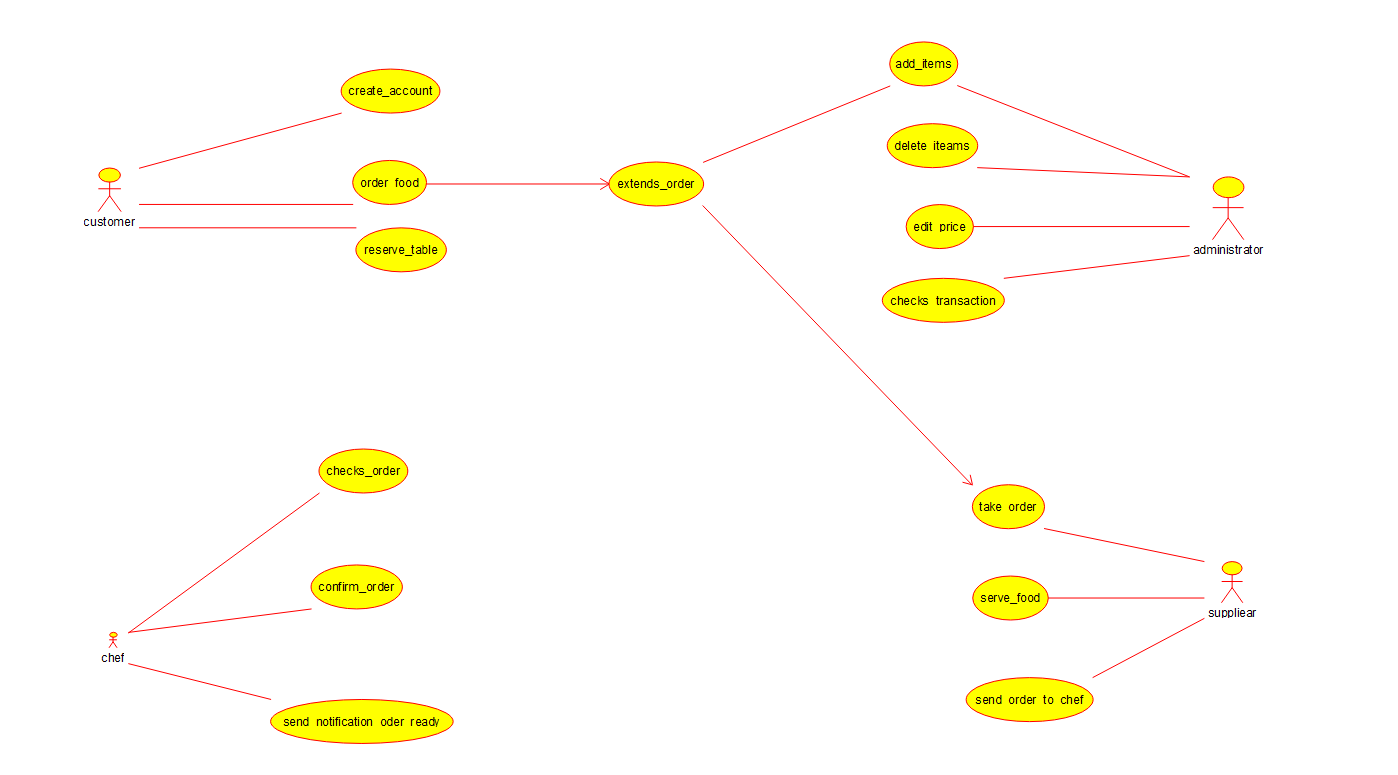 add_items
create_account
delete iteams
order food
extends_order
customer
edit price
reserve_table
administrator
checks transaction
checks_order
take order
confirm_order
serve_food
suppliear
chef
send order to chef
send notification oder ready